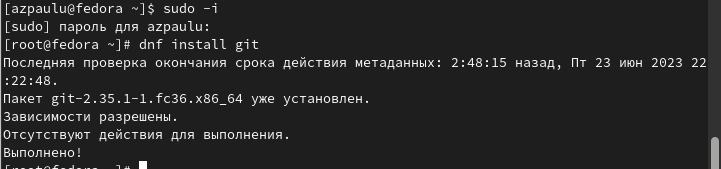 [azpaulu@fedora ~]$ sudo -i
[sudo] пароль для azpaulu:
[root@fedora ~]# dnf install git
Последняя проверка окончания срока действия метаданных: 2:48:15 назад, Пт 23 июн 2023 22
:22:48.
Пакет git-2.35.1-1.fc36.x86_64 уже установлен.
Зависимости разрешены.
Отсутствуют действия для выполнения.
Выполнено!
[root@fedora ~]#